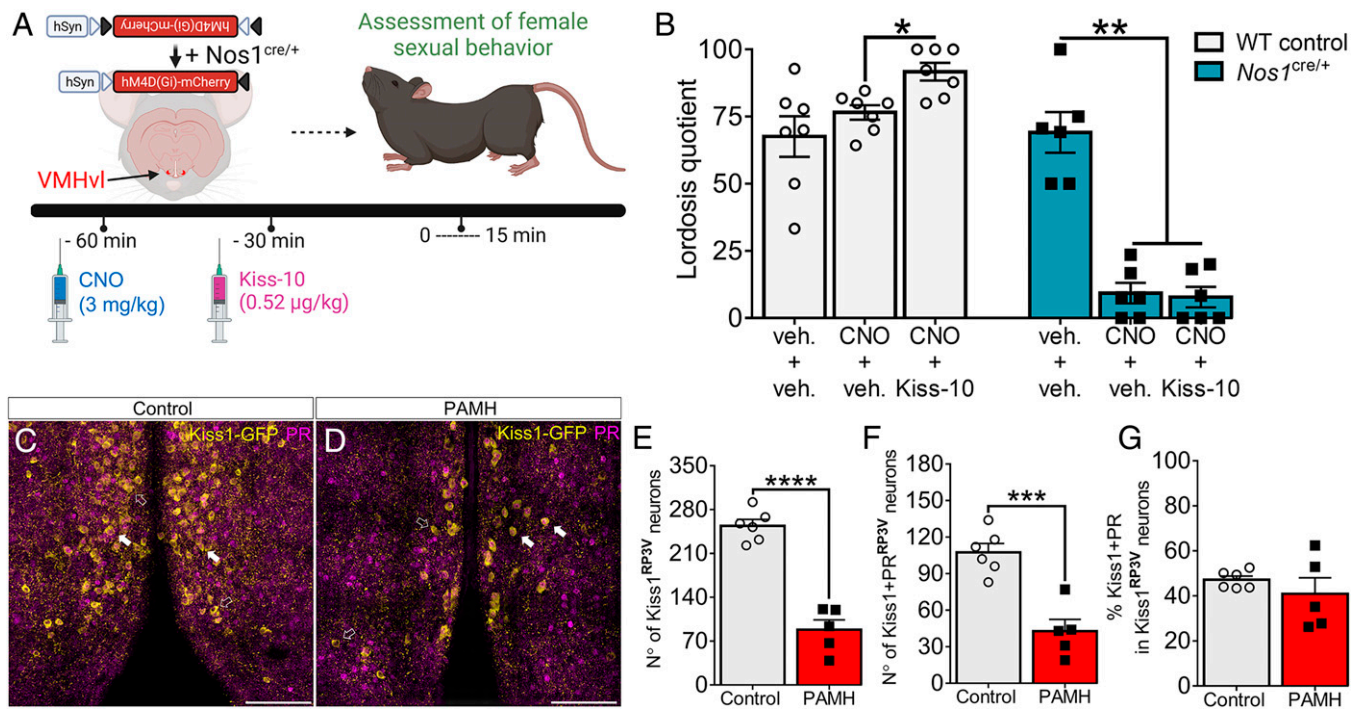 A
hSyn
hM4D(Gi)-mCherry
+ Nos1cre/+
hSyn
hM4D(Gi)-mCherry
VMHvl
Assessment of female
sexual behavior
- 60 min
- 30 min
0 ------- 15 min
CNO
(3 mg/kg)
Kiss-10
(0.52 µg/kg)
B
Lordosis quotient
100
75
50
25
0
*
**
WT control
Nos1cre/+
veh.
+
veh.
CNO
+
veh.
CNO
+
Kiss-10
veh.
+
veh.
CNO
+
veh.
CNO
+
Kiss-10
Control
PAMH
C
Kiss1-GFP PR
D
Kiss1-GFP PR
E
N° of Kiss1RP3V neurons
350
280
210
140
70
0
****
Control
PAMH
F
N° of Kiss1+PRRP3V neurons
180
150
120
90
60
30
0
***
Control
PAMH
G
% Kiss1+PR
in Kiss1RP3V neurons
100
80
60
40
20
0
Control
PAMH